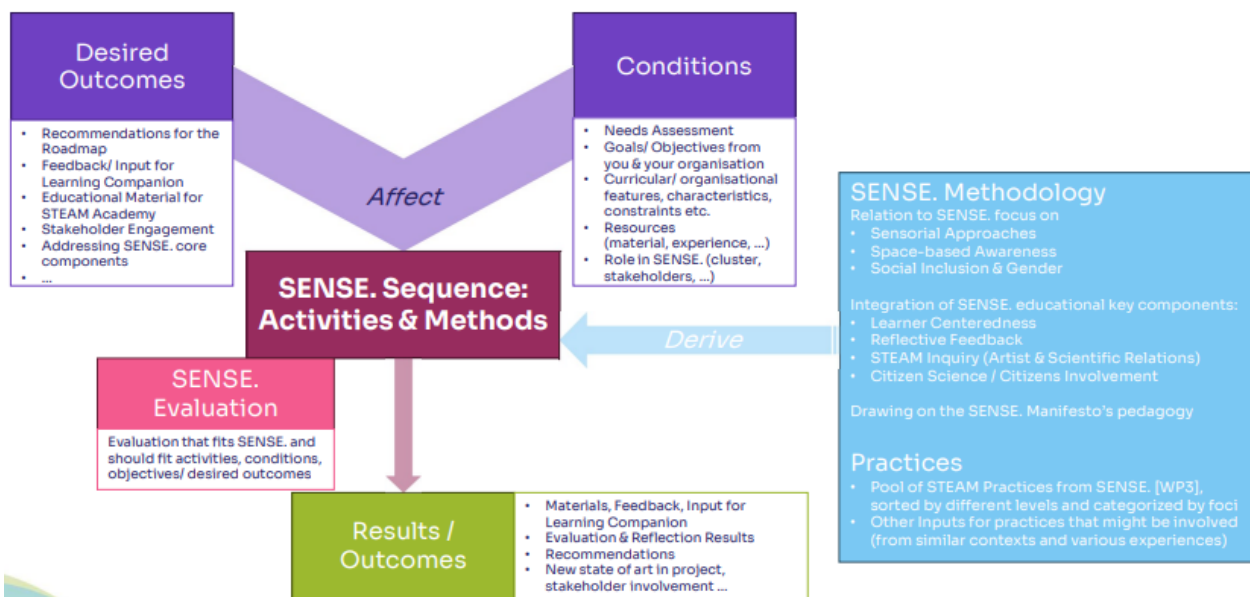 Desired
Outcomes
• Recommendations for the
Roadmap
• Feedback/ Input for
Learning Companion
• Educational Material for
STEAM Academy
• Stakeholder Engagement
• Addressing SENSE. core
components
• ...
Affect
Conditions
• Needs Assessment
• Goals/ Objectives from
you & your organisation
• Curricular/ organisational
features, characteristics,
constraints etc.
• Resources
(material, experience, ...)
• Role in SENSE. (cluster,
stakeholders, ...)
SENSE. Sequence:
Activities & Methods
Derive
SENSE. Methodology
Relation to SENSE. focus on
• Sensorial Approaches
• Space-based Awareness
• Social Inclusion & Gender
Integration of SENSE. educational key components:
• Learner Centeredness
• Reflective Feedback
• STEAM Inquiry (Artist & Scientific Relations)
• Citizen Science / Citizens Involvement
Drawing on the SENSE. Manifesto's pedagogy
Practices
• Pool of STEAM Practices from SENSE. [WP3],
sorted by different levels and categorized by foci
• Other Inputs for practices that might be involved
(from similar contexts and various experiences)
SENSE.
Evaluation
Evaluation that fits SENSE. and
should fit activities, conditions,
objectives/ desired outcomes
Results /
Outcomes
• Materials, Feedback, Input for
Learning Companion
• Evaluation & Reflection Results
• Recommendations
• New state of art in project,
stakeholder involvement ...